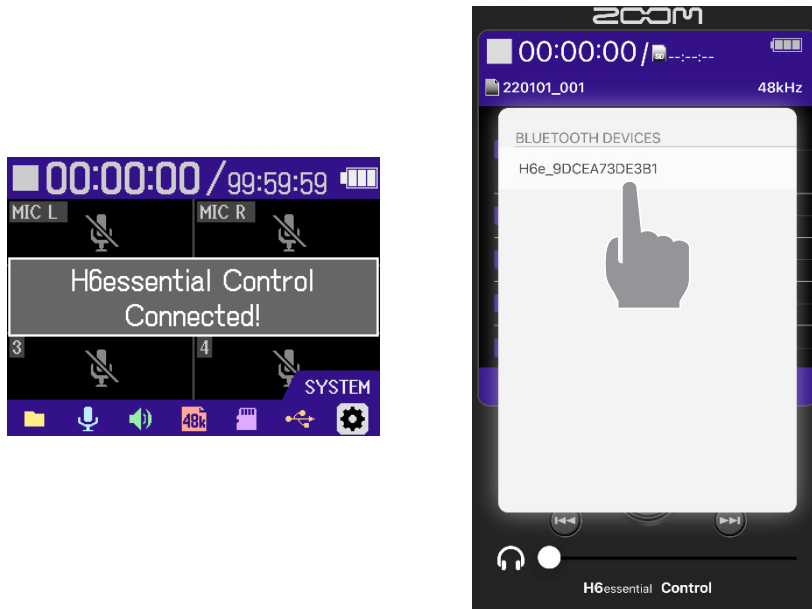 00:00:00/99:59:59
MIC L MIC R
H6essential Control
Connected!
3 4
SYSTEM
48k
ZOOM
00:00:00/SD--:--:--
220101_001 48kHz
BLUETOOTH DEVICES
H6e_9DCEA73DE3B1
H6essential Control